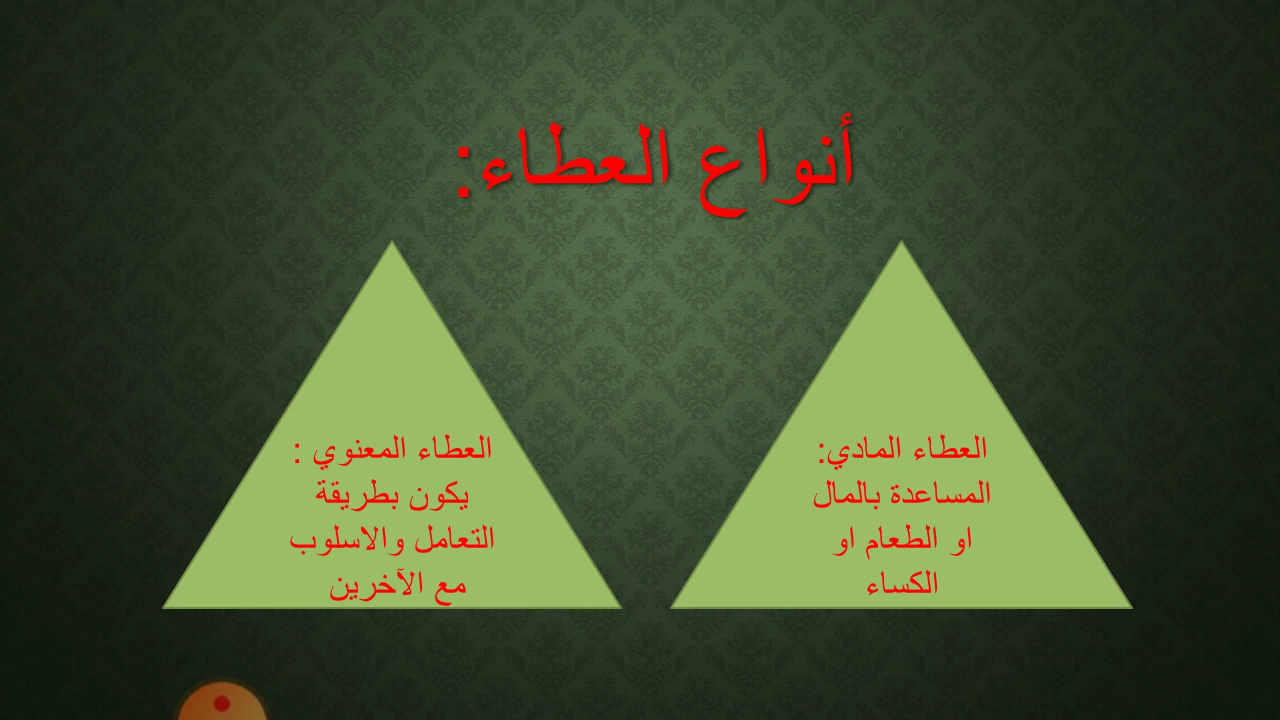 أنواع العطاء:
العطاء المادي:
المساعدة بالمال
او الطعام او
الكساء
العطاء المعنوي :
يكون بطريقة
التعامل والاسلوب
مع الآخرين